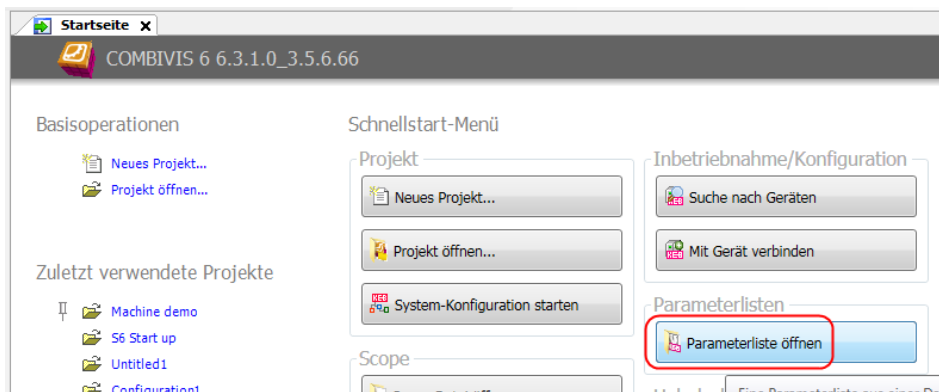 Startseite
COMBIVIS 6 6.3.1.0_3.5.6.66
Basisoperationen
Neues Projekt...
Projekt öffnen...
Zuletzt verwendete Projekte
Machine demo
S6 Start up
Untitled1
Configuration1
Schnellstart-Menü
Projekt
Neues Projekt...
Projekt öffnen...
System-Konfiguration starten
Scope
Inbetriebnahme/Konfiguration
Suche nach Geräten
Mit Gerät verbinden
Parameterlisten
Parameterliste öffnen
Eine Parameterliste aus einer